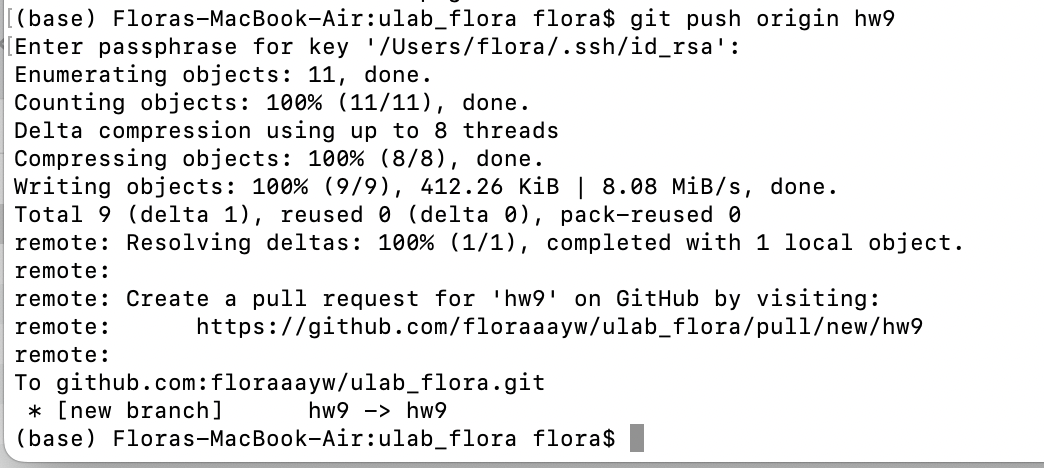 [(base) Floras-MacBook-Air:ulab_flora flora$ git push origin hw9
[Enter passphrase for key '/Users/flora/.ssh/id_rsa':
Enumerating objects: 11, done.
Counting objects: 100% (11/11), done.
Delta compression using up to 8 threads
Compressing objects: 100% (8/8), done.
Writing objects: 100% (9/9), 412.26 KiB | 8.08 MiB/s, done.
Total 9 (delta 1), reused 0 (delta 0), pack-reused 0
remote: Resolving deltas: 100% (1/1), completed with 1 local object.
remote:
remote: Create a pull request for 'hw9' on GitHub by visiting:
remote:      https://github.com/floraaayw/ulab_flora/pull/new/hw9
remote:
To github.com:floraaayw/ulab_flora.git
 * [new branch]      hw9 -> hw9
(base) Floras-MacBook-Air:ulab_flora flora$